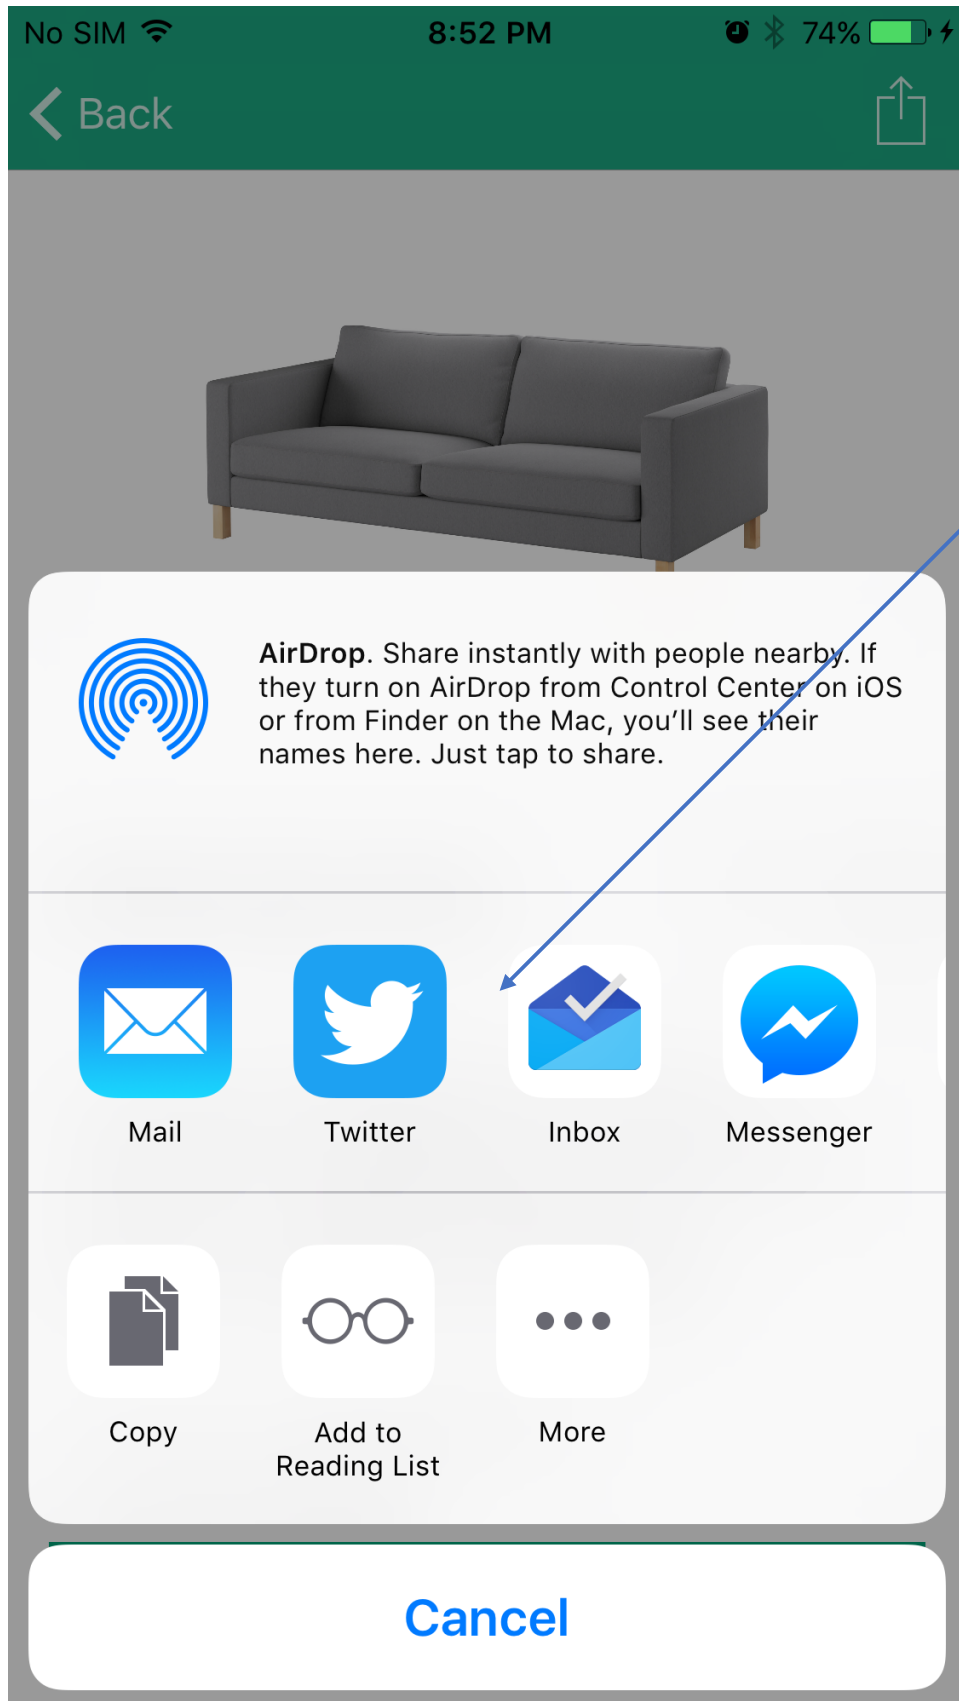 No SIM 8:52 PM 74%
Back
AirDrop. Share instantly with people nearby. If
they turn on AirDrop from Control Center on iOS
or from Finder on the Mac, you’ll see their
names here. Just tap to share.
Mail Twitter Inbox Messenger
Copy Add to More
Reading List
Cancel